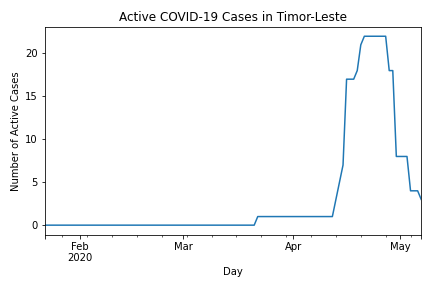 Active COVID-19 Cases in Timor-Leste
Number of Active Cases
20
15
10
5
0
Feb
2020
Mar
Apr
May
Day